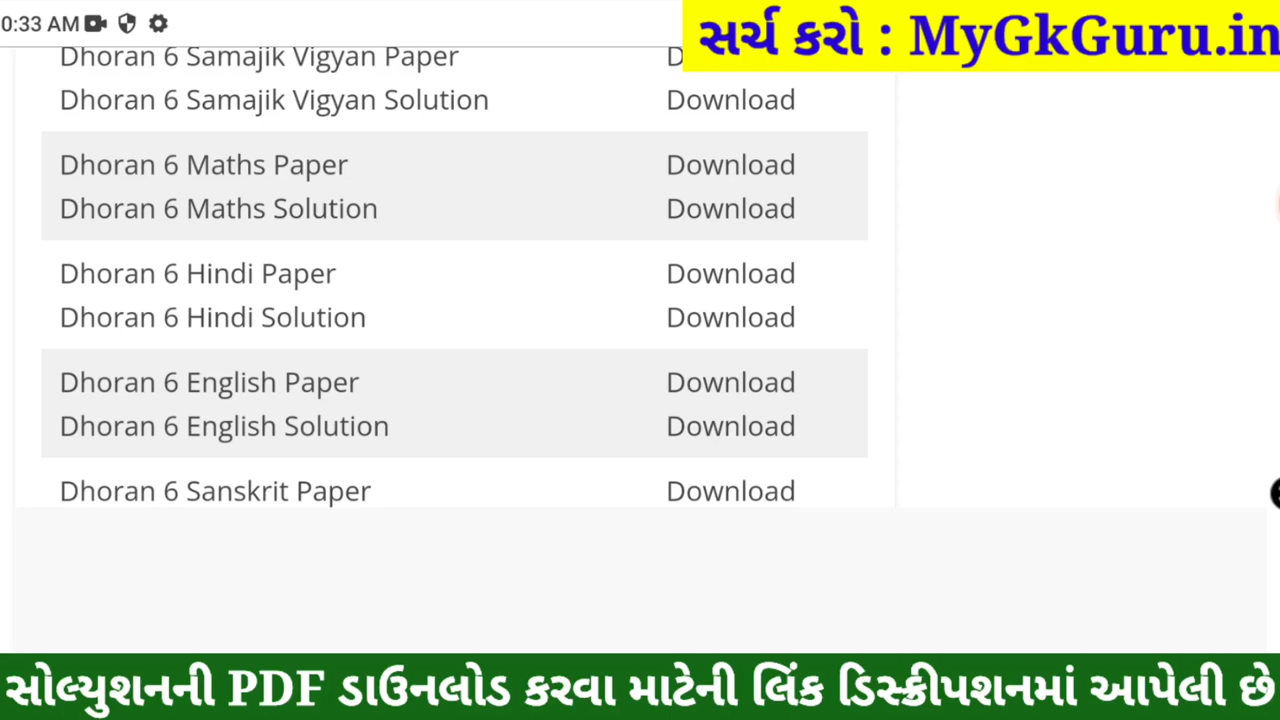 0:33 AM
સર્ચ કરો : MyGkGuru.in
Dhoran 6 Samajik Vigyan Paper
Dhoran 6 Samajik Vigyan Solution Download
Dhoran 6 Maths Paper Download
Dhoran 6 Maths Solution Download
Dhoran 6 Hindi Paper Download
Dhoran 6 Hindi Solution Download
Dhoran 6 English Paper Download
Dhoran 6 English Solution Download
Dhoran 6 Sanskrit Paper Download
સોલ્યુશનની PDF ડાઉનલોડ કરવા માટેની લિંક ડિસ્ક્રીપશનમાં આપેલી છે